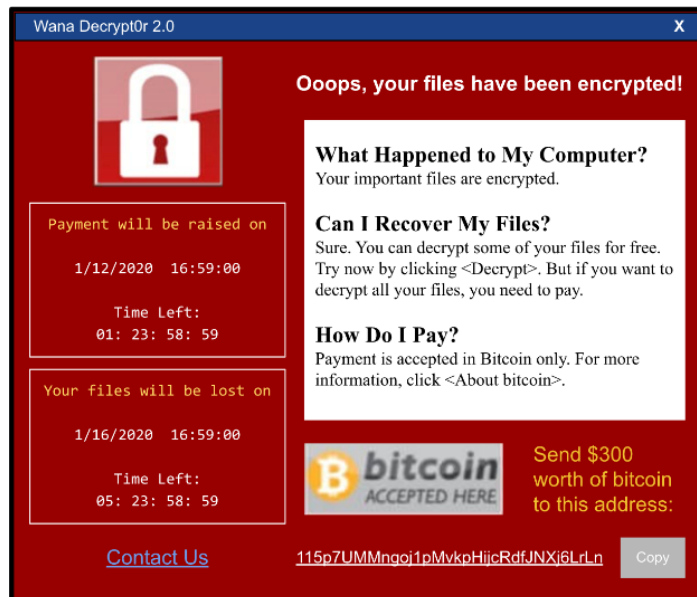 Wana Decrypt0r 2.0
X
Ooops, your files have been encrypted!
Payment will be raised on
1/12/2020 16:59:00
Time Left:
01: 23: 58: 59
Your files will be lost on
1/16/2020 16:59:00
Time Left:
05: 23: 58: 59
Contact Us
What Happened to My Computer?
Your important files are encrypted.
Can I Recover My Files?
Sure. You can decrypt some of your files for free.
Try now by clicking <Decrypt>. But if you want to
decrypt all your files, you need to pay.
How Do I Pay?
Payment is accepted in Bitcoin only. For more
information, click <About bitcoin>.
bitcoin
ACCEPTED HERE
Send $300
worth of bitcoin
to this address:
115p7UMMngoj1pMvkpHijcRdfJNXj6LrLn
Copy